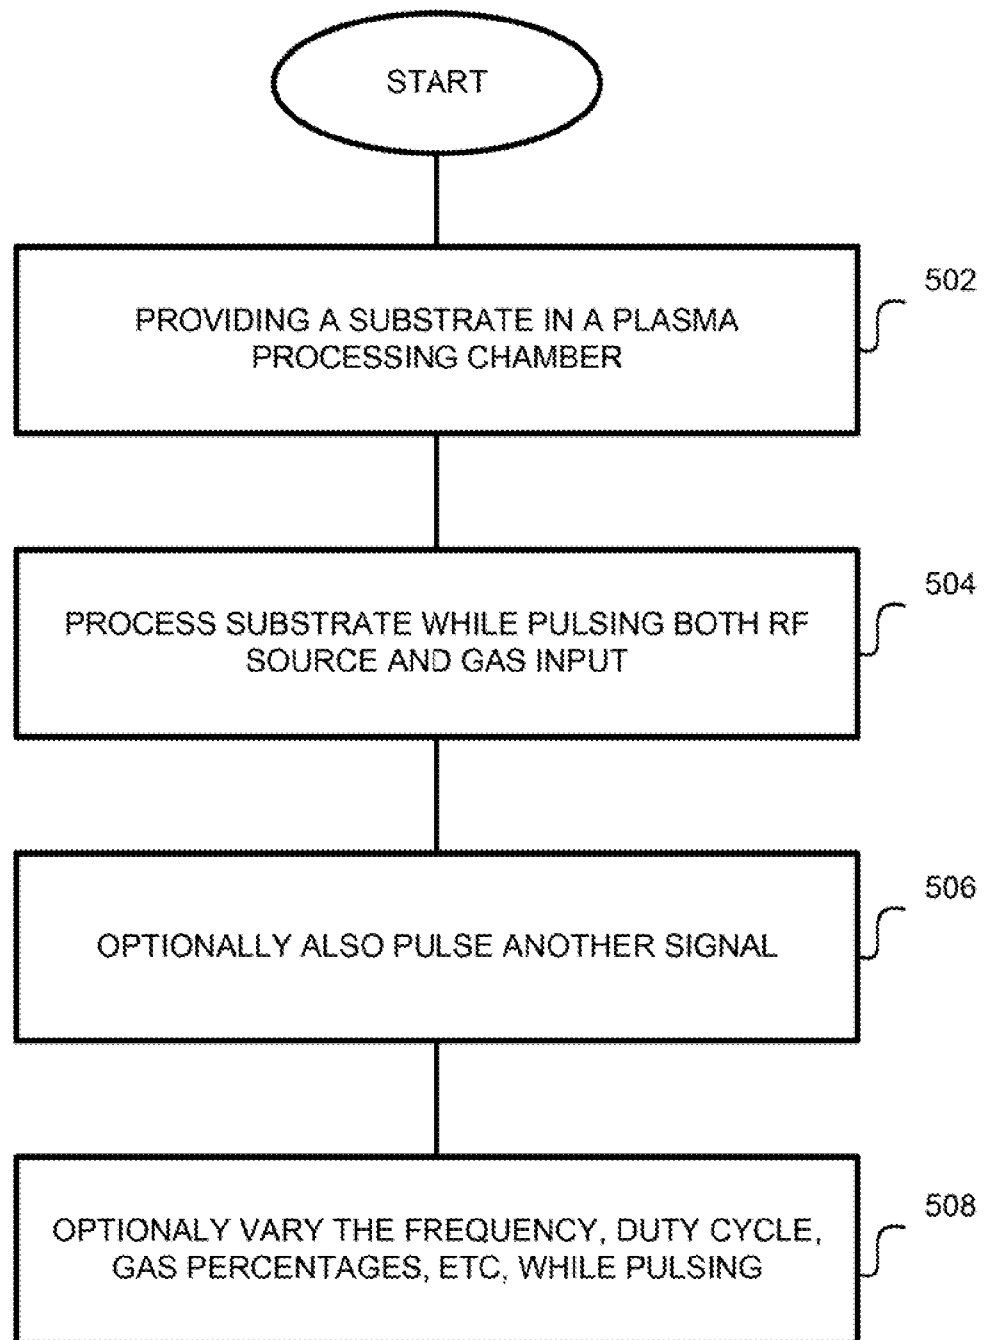 START
502
PROVIDING A SUBSTRATE IN A PLASMA
PROCESSING CHAMBER
504
PROCESS SUBSTRATE WHILE PULSING BOTH RF
SOURCE AND GAS INPUT
506
OPTIONALLY ALSO PULSE ANOTHER SIGNAL
508
OPTIONALY VARY THE FREQUENCY, DUTY CYCLE,
GAS PERCENTAGES, ETC, WHILE PULSING